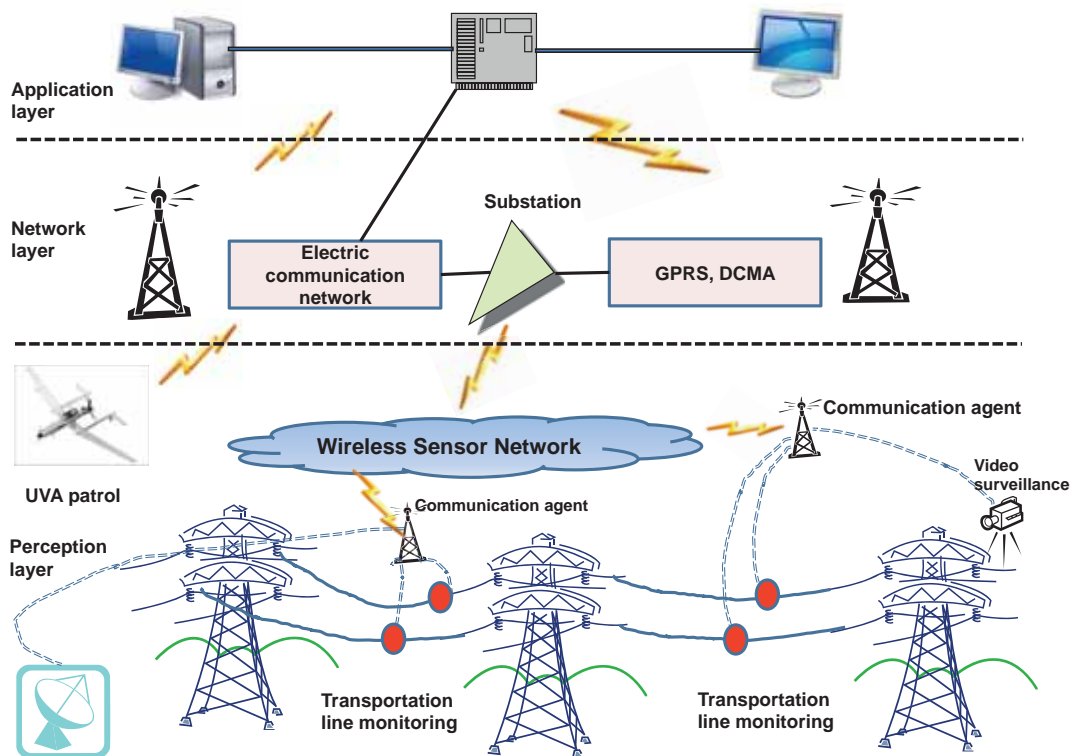 Application
layer
Substation
Network
layer
Electric
communication
network
GPRS, DCMA
Communication agent
Wireless Sensor Network
Video
surveillance
UVA patrol
Communication agent
Perception
layer
Transportation
line monitoring
Transportation
line monitoring